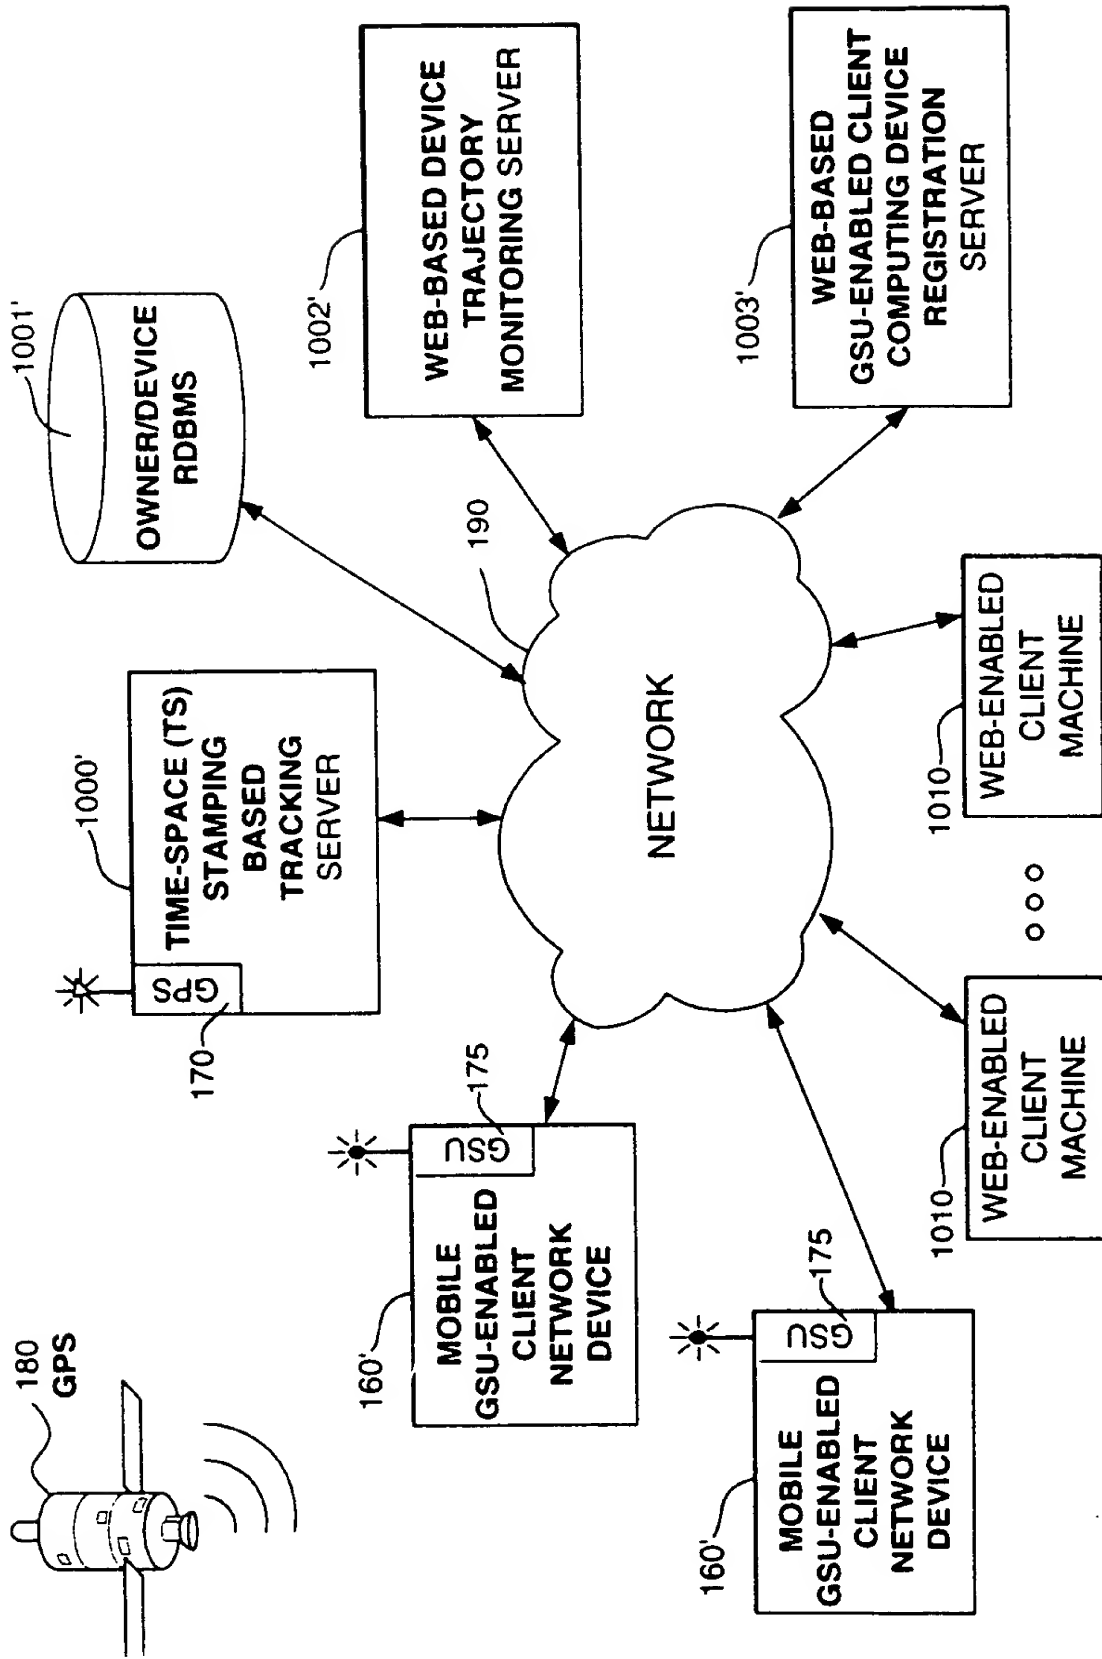 180
GPS
1000'
TIME-SPACE (TS)
STAMPING
BASED
TRACKING
SERVER
GPS
170
1001'
OWNER/DEVICE
RDBMS
1002'
WEB-BASED DEVICE
TRAJECTORY
MONITORING SERVER
160'
MOBILE
GSU-ENABLED
CLIENT
NETWORK
DEVICE
GSU
175
190
NETWORK
1003'
WEB-BASED
GSU-ENABLED CLIENT
COMPUTING DEVICE
REGISTRATION
SERVER
160'
MOBILE
GSU-ENABLED
CLIENT
NETWORK
DEVICE
GSU
175
1010
WEB-ENABLED
CLIENT
MACHINE
1010
WEB-ENABLED
CLIENT
MACHINE